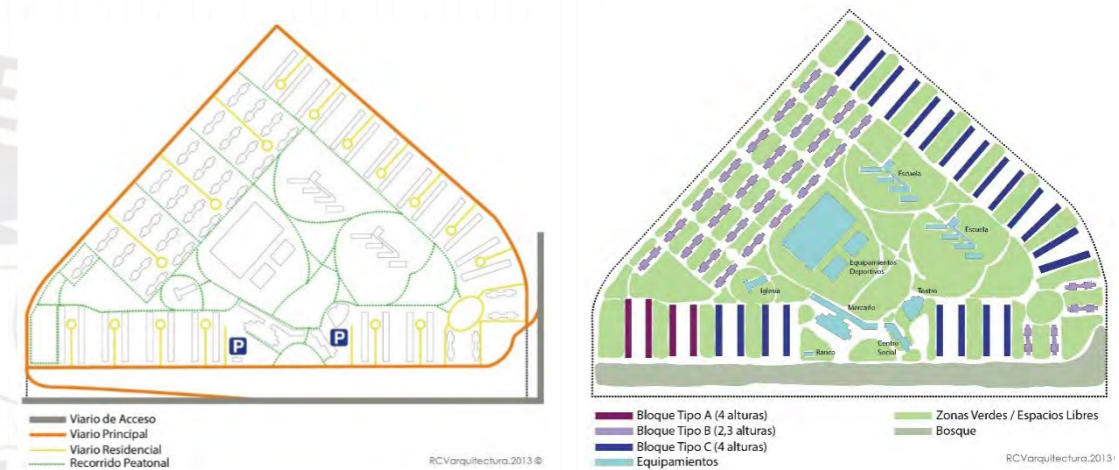 P
P
Viario de Acceso
Viario Principal
Viario Residencial
Recorrido Peatonal
RCVarquitectura.2013 ©
Escuela
Escuela
Equipamientos
Deportivos
Iglesia
Mercado
Teatro
Centro
Social
Banco
Bloque Tipo A (4 alturas)
Bloque Tipo B (2,3 alturas)
Bloque Tipo C (4 alturas)
Equipamientos
Zonas Verdes / Espacios Libres
Bosque
RCVarquitectura.2013